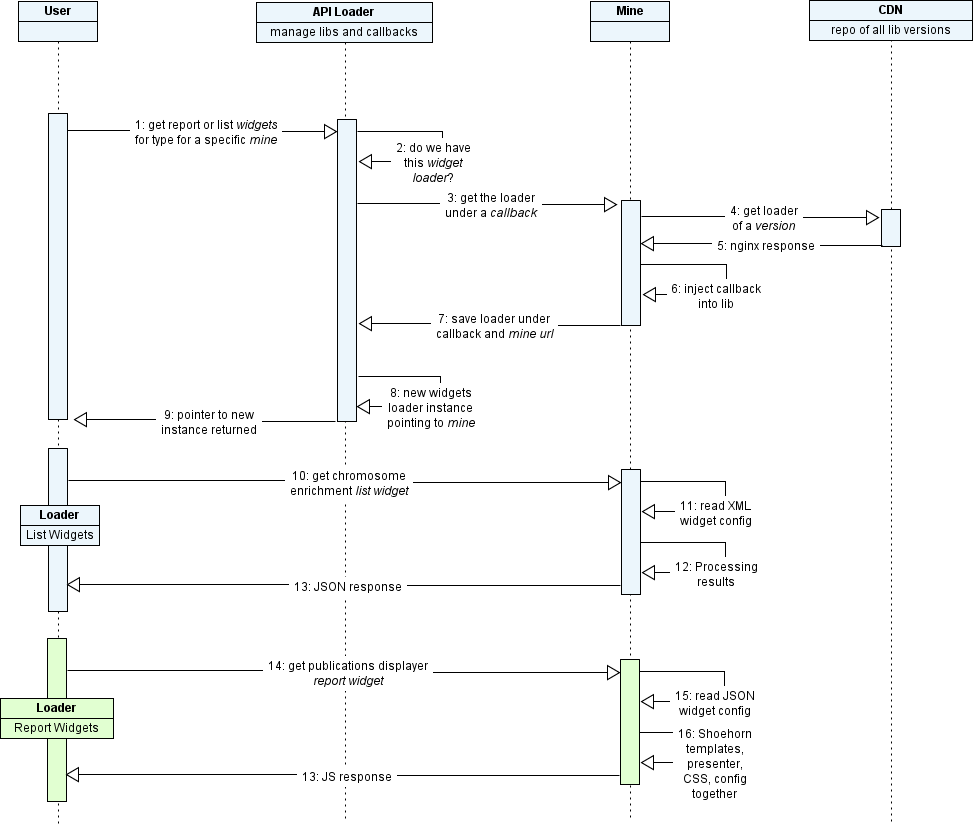 User
API Loader
manage libs and callbacks
Mine
CDN
repo of all lib versions
1: get report or list widgets
for type for a specific mine
2: do we have
this widget
loader?
3: get the loader
under a callback
4: get loader
of a version
5: nginx response
6: inject callback
into lib
7: save loader under
callback and mine url
8: new widgets
loader instance
pointing to mine
9: pointer to new
instance returned
10: get chromosome
enrichment list widget
11: read XML
widget config
Loader
List Widgets
12: Processing
results
13: JSON response
14: get publications displayer
report widget
15: read JSON
widget config
Loader
Report Widgets
16: Shoehorn
templates,
presenter,
CSS, config
together
13: JS response